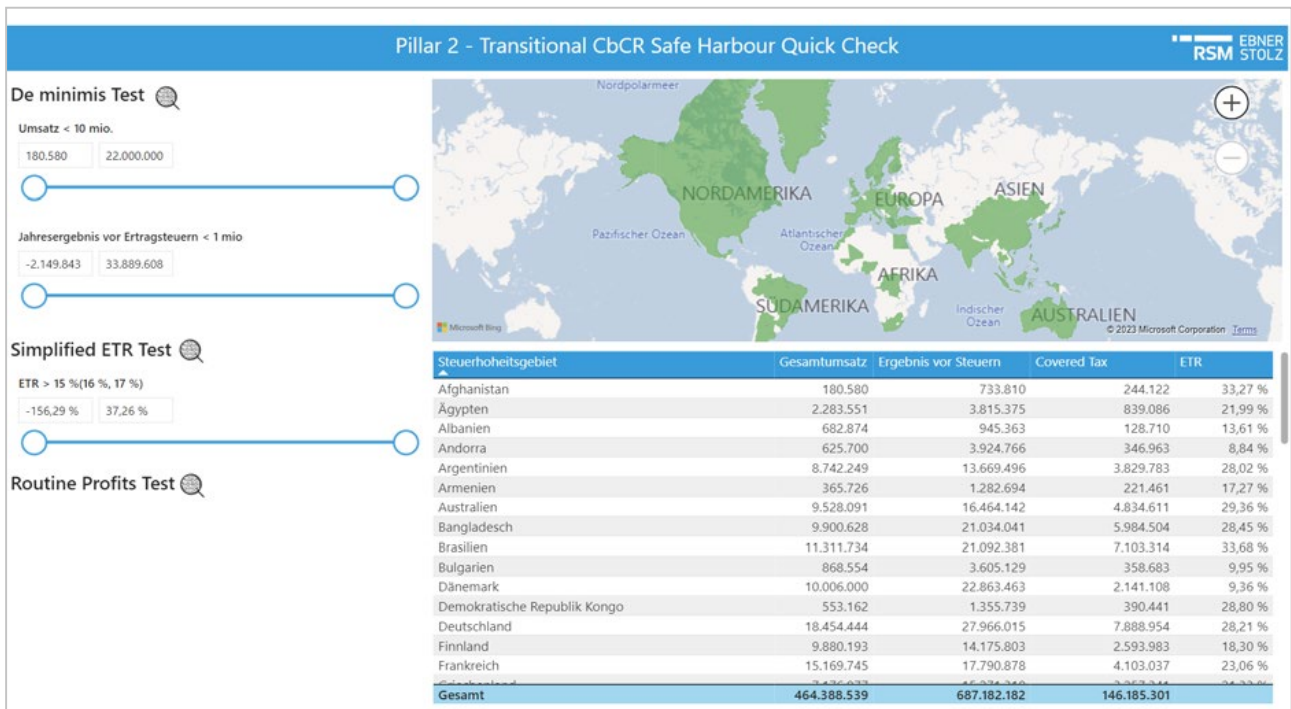 Pillar 2 - Transitional CbCR Safe Harbour Quick Check
RSM EBNER STOLZ
De minimis Test
Umsatz < 10 mio.
180.580 22.000.000
Jahresergebnis vor Ertragsteuern < 1 mio
-2.149.843 33.889.608
Simplified ETR Test
ETR > 15 %(16 %, 17 %)
-156,29 % 37,26 %
Routine Profits Test
Nordpolarmeer
NORDAMERIKA
EUROPA
ASIEN
Pazifischer Ozean
Atlantischer
Ozean
AFRIKA
SÜDAMERIKA
Indischer
Ozean
AUSTRALIEN
Microsoft Bing
© 2023 Microsoft Corporation Terms
Steuerhoheitsgebiet Gesamtumsatz Ergebnis vor Steuern Covered Tax ETR
Afghanistan 180.580 733.810 244.122 33,27 %
Ägypten 2.283.551 3.815.375 839.086 21,99 %
Albanien 682.874 945.363 128.710 13,61 %
Andorra 625.700 3.924.766 346.963 8,84 %
Argentinien 8.742.249 13.669.496 3.829.783 28,02 %
Armenien 365.726 1.282.694 221.461 17,27 %
Australien 9.528.091 16.464.142 4.834.611 29,36 %
Bangladesch 9.900.628 21.034.041 5.984.504 28,45 %
Brasilien 11.311.734 21.092.381 7.103.314 33,68 %
Bulgarien 868.554 3.605.129 358.683 9,95 %
Dänemark 10.006.000 22.863.463 2.141.108 9,36 %
Demokratische Republik Kongo 553.162 1.355.739 390.441 28,80 %
Deutschland 18.454.444 27.966.015 7.888.954 28,21 %
Finnland 9.880.193 14.175.803 2.593.983 18,30 %
Frankreich 15.169.745 17.790.878 4.103.037 23,06 %
Gesamt 464.388.539 687.182.182 146.185.301